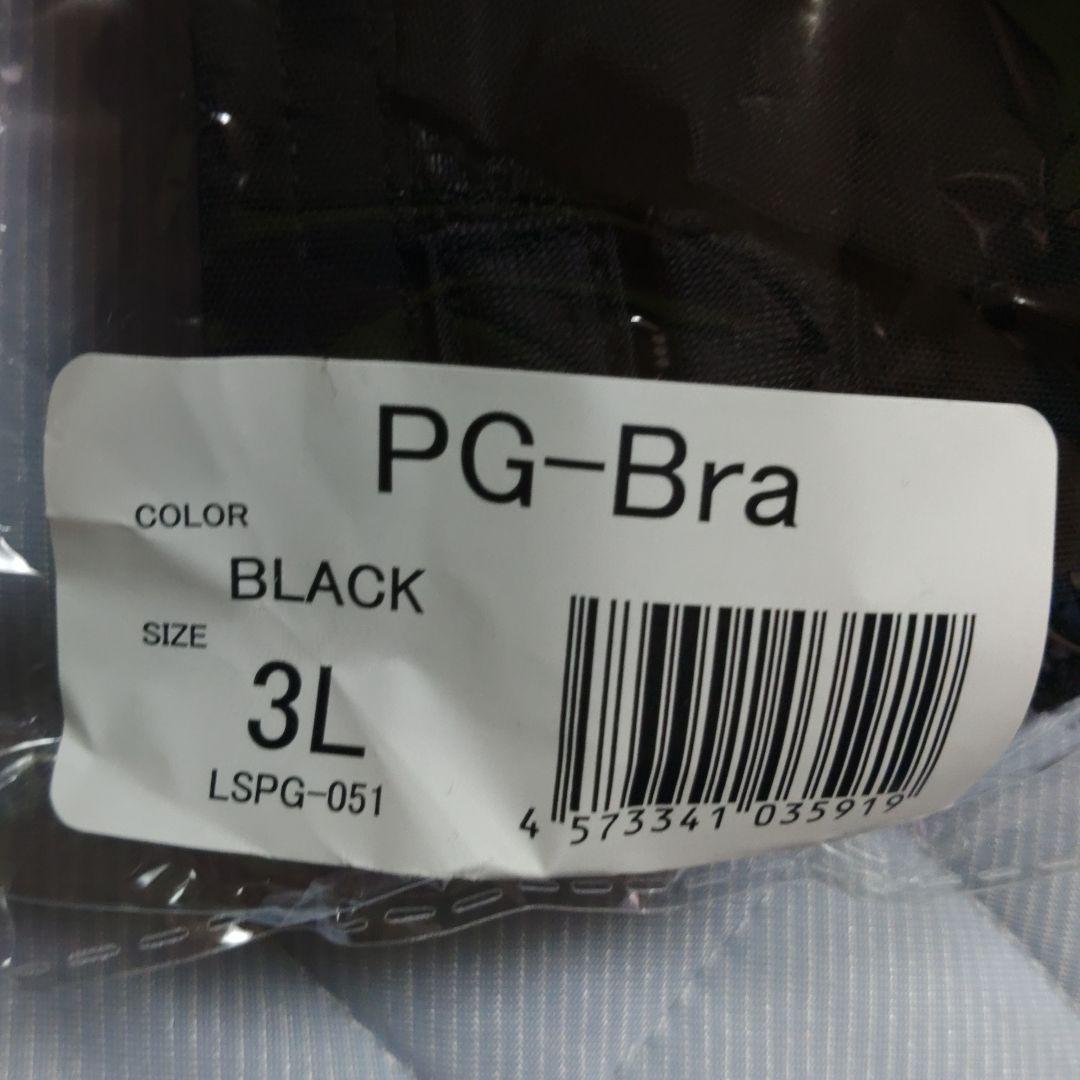 PG-Bra
COLOR
BLACK
SIZE
3L
LSPG-051
4 573341 035919